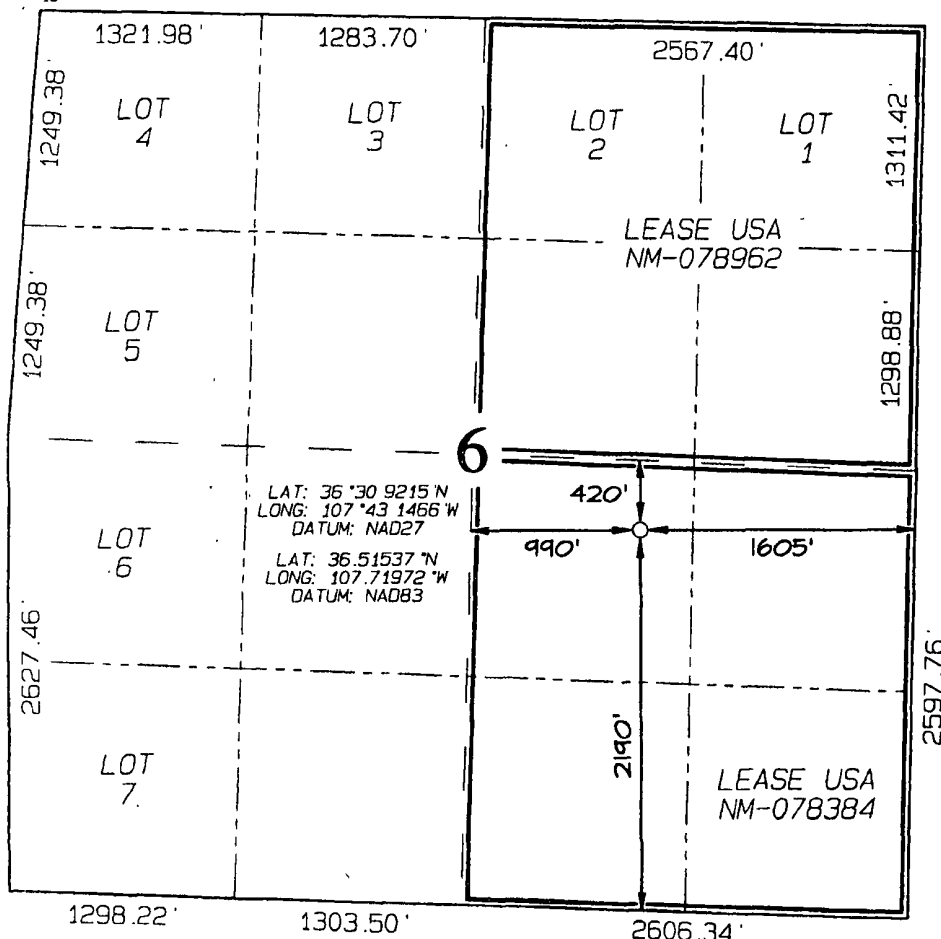 1321.98'
1283.70'
2567.40'
1249.38'
LOT
4
LOT
3
LOT
2
LOT
1
1311.42'
LEASE USA
NM-078962
1249.38'
LOT
5
1298.88'
6
LAT: 36°30.9215'N
LONG: 107°43.1466'W
DATUM: NAD27
LAT: 36.51537°N
LONG: 107.71972°W
DATUM: NAD83
420'
990'
1605'
LOT
6
2627.46'
2597.76'
2190'
LOT
7
LEASE USA
NM-078384
1298.22'
1303.50'
2606.34'